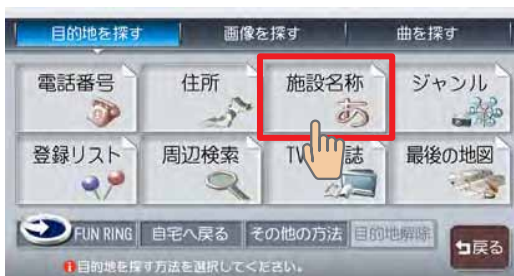 目的地を探す 画像を探す 曲を探す
電話番号 住所 施設名称 ジャンル
あ
登録リスト 周辺検索 TV 誌 最後の地図
FUN RING 自宅へ戻る その他の方法 目的地解除 戻る
目的地を探す方法を選択してください。